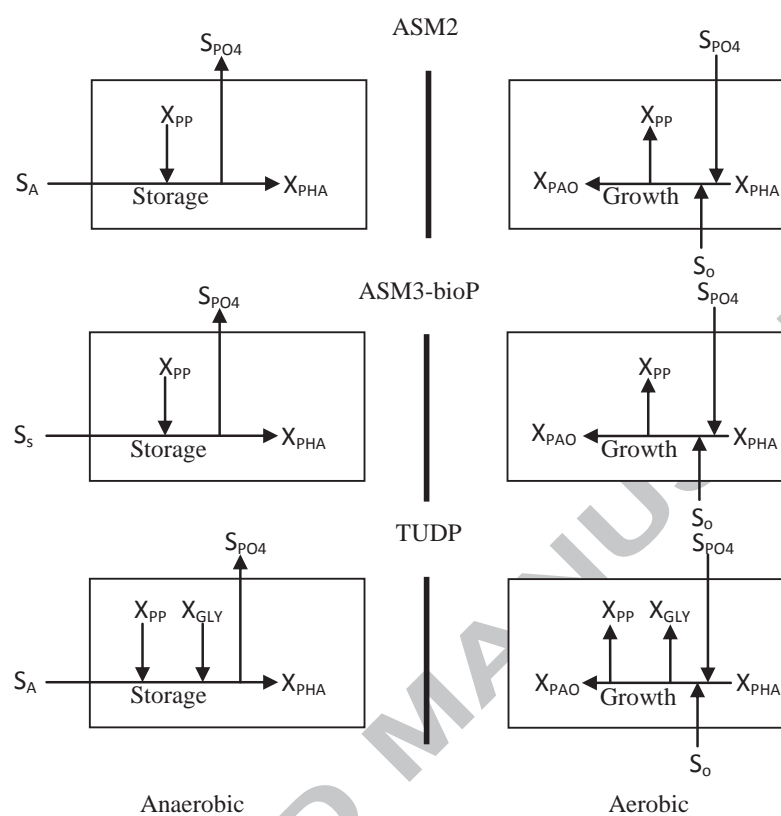 ASM2
S_PO4
X_PP
S_A
Storage
X_PHA
S_PO4
X_PP
X_PAO
Growth
X_PHA
S_o
ASM3-bioP
S_PO4
X_PP
S_s
Storage
X_PHA
S_PO4
X_PP
X_PAO
Growth
X_PHA
S_o
TUDP
S_PO4
X_PP
X_GLY
S_A
Storage
X_PHA
S_PO4
X_PP
X_GLY
X_PAO
Growth
X_PHA
S_o
Anaerobic
Aerobic